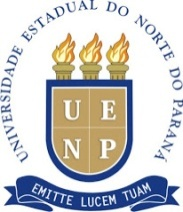 UNIVERSIDADE ESTADUAL DO NORTE DO PARANÁ
U E
N P
EMITTE LUCEM TUAM